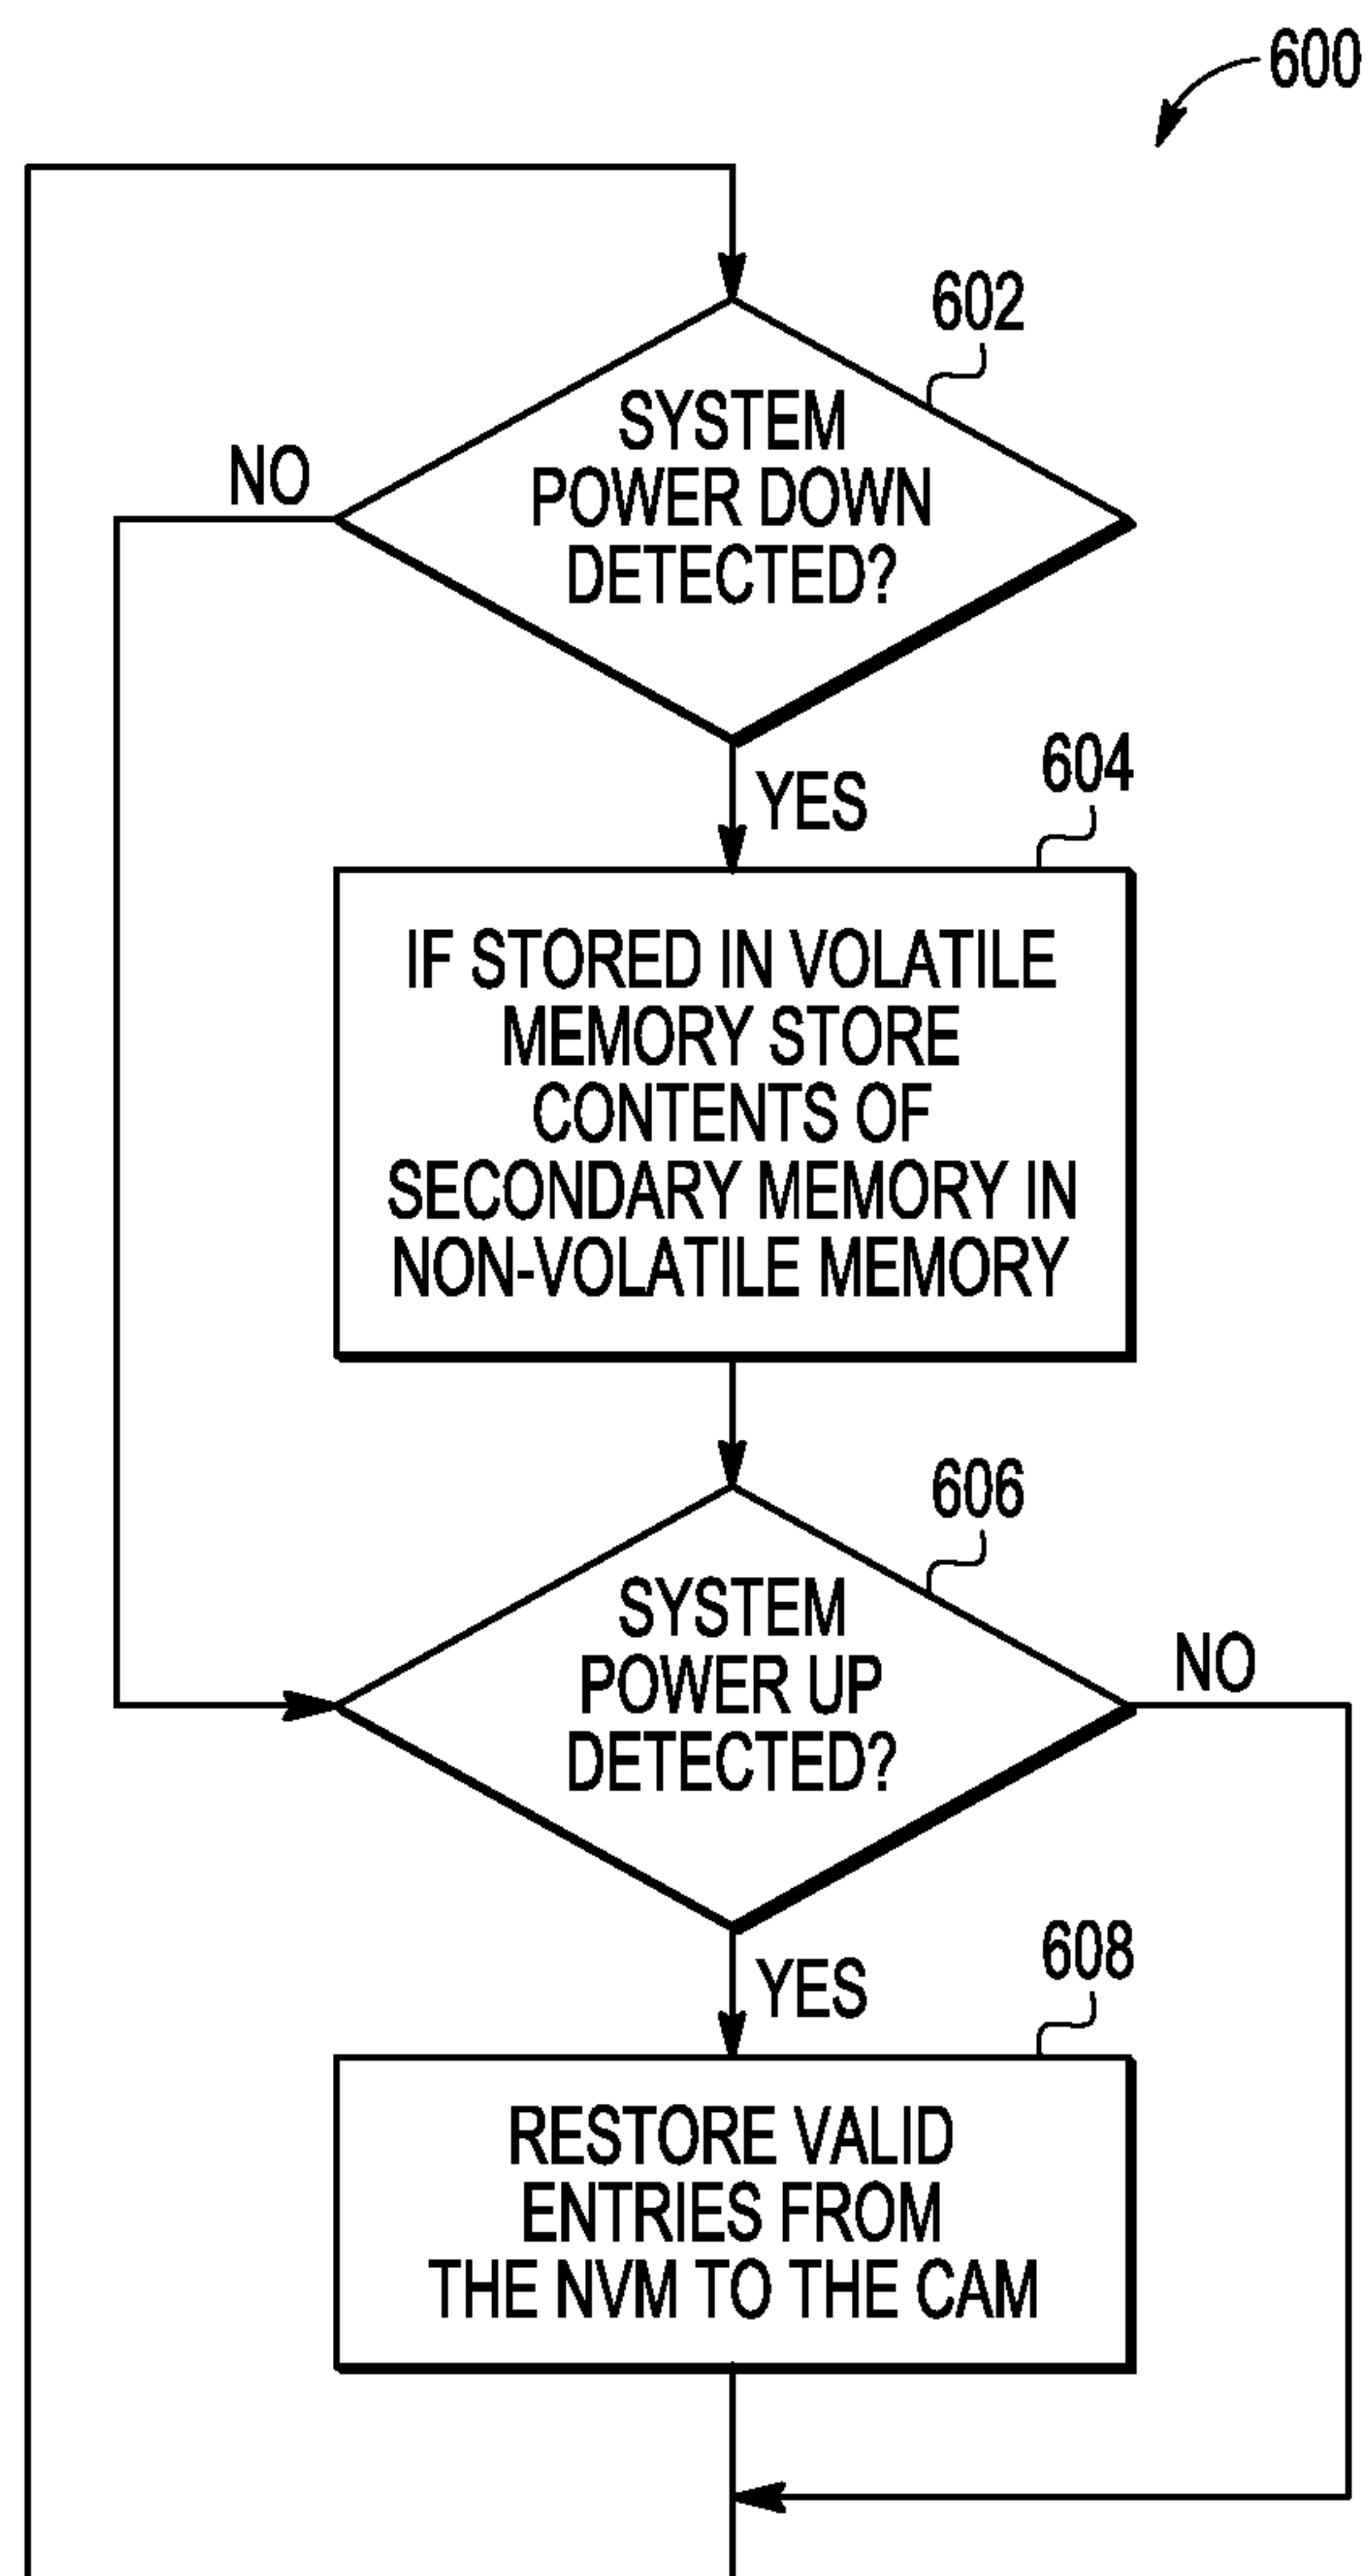 600
602
SYSTEM
POWER DOWN
DETECTED?
NO
YES
604
IF STORED IN VOLATILE
MEMORY STORE
CONTENTS OF
SECONDARY MEMORY IN
NON-VOLATILE MEMORY
606
SYSTEM
POWER UP
DETECTED?
NO
YES
608
RESTORE VALID
ENTRIES FROM
THE NVM TO THE CAM